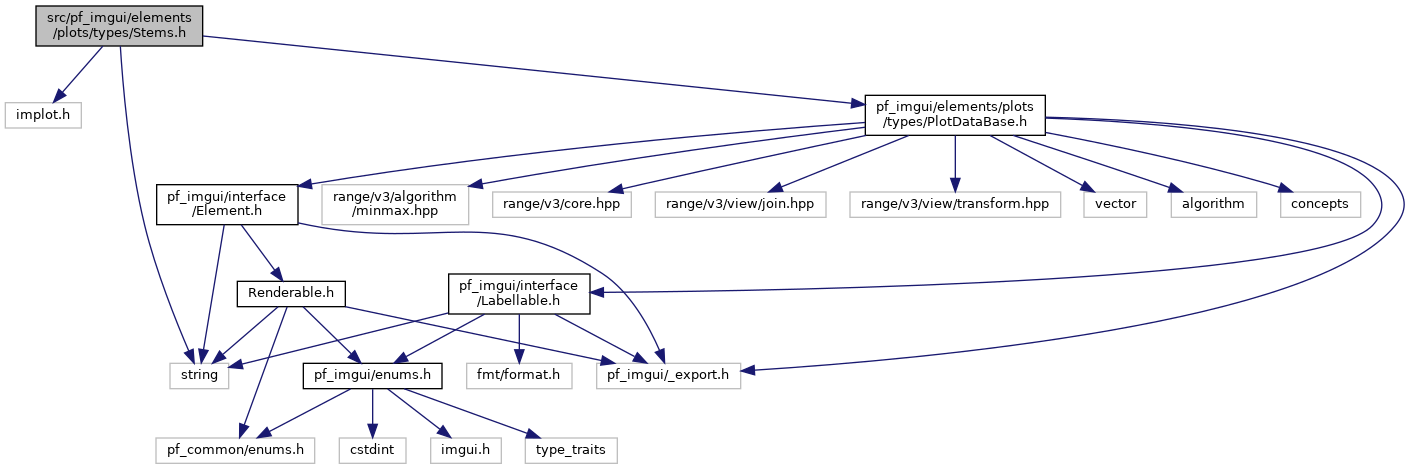 src/pf_imgui/elements
/plots/types/Stems.h
implot.h
pf_imgui/elements/plots
/types/PlotDataBase.h
pf_imgui/interface
/Element.h
range/v3/algorithm
/minmax.hpp
range/v3/core.hpp
range/v3/view/join.hpp
range/v3/view/transform.hpp
vector
algorithm
concepts
Renderable.h
pf_imgui/interface
/Labellable.h
string
pf_imgui/enums.h
fmt/format.h
pf_imgui/_export.h
pf_common/enums.h
cstdint
imgui.h
type_traits